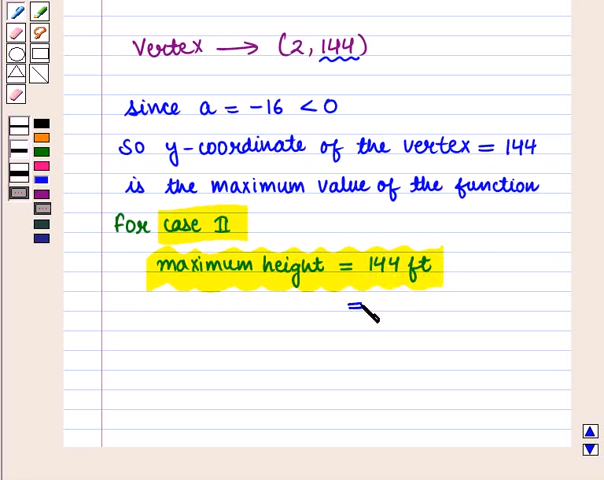 Vertex → (2, 144)
since a = -16 < 0
So y-coordinate of the vertex = 144
is the maximum value of the function
for case II
maximum height = 144 ft
=